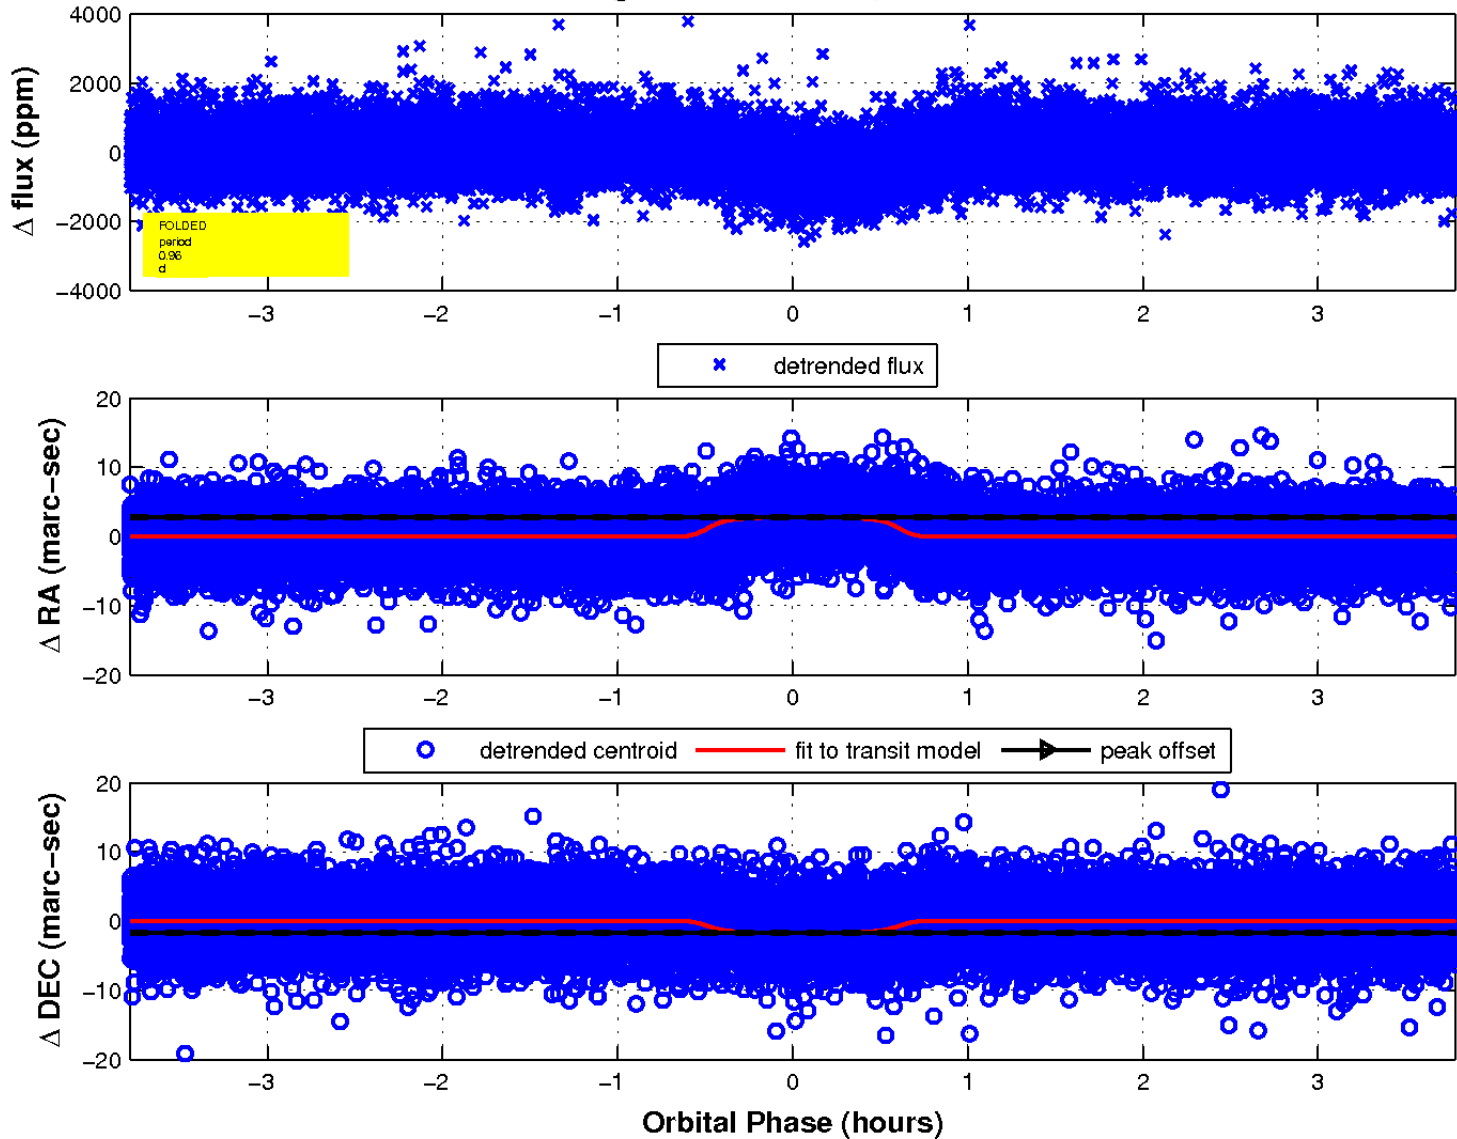 4000
2000
0
−2000
−4000
Δ flux (ppm)
FOLDED
period
0.96
d
−3 −2 −1 0 1 2 3
detrended flux
20
10
0
−10
−20
Δ RA (marc−sec)
−3 −2 −1 0 1 2 3
detrended centroid fit to transit model peak offset
20
10
0
−10
−20
Δ DEC (marc−sec)
−3 −2 −1 0 1 2 3
Orbital Phase (hours)